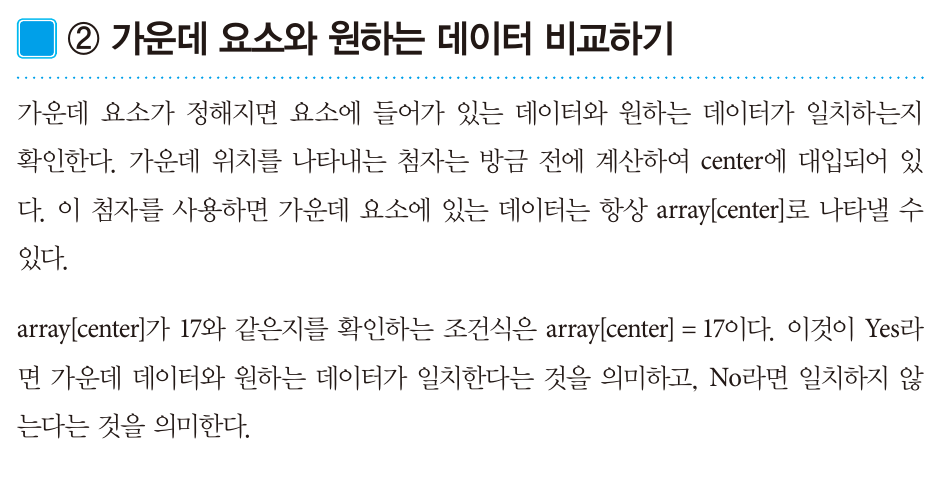 ② 가운데 요소와 원하는 데이터 비교하기
가운데 요소가 정해지면 요소에 들어가 있는 데이터와 원하는 데이터가 일치하는지
확인한다. 가운데 위치를 나타내는 첨자는 방금 전에 계산하여 center에 대입되어 있
다. 이 첨자를 사용하면 가운데 요소에 있는 데이터는 항상 array[center]로 나타낼 수
있다.
array[center]가 17와 같은지를 확인하는 조건식은 array[center] = 17이다. 이것이 Yes라
면 가운데 데이터와 원하는 데이터가 일치한다는 것을 의미하고, No라면 일치하지 않
는다는 것을 의미한다.